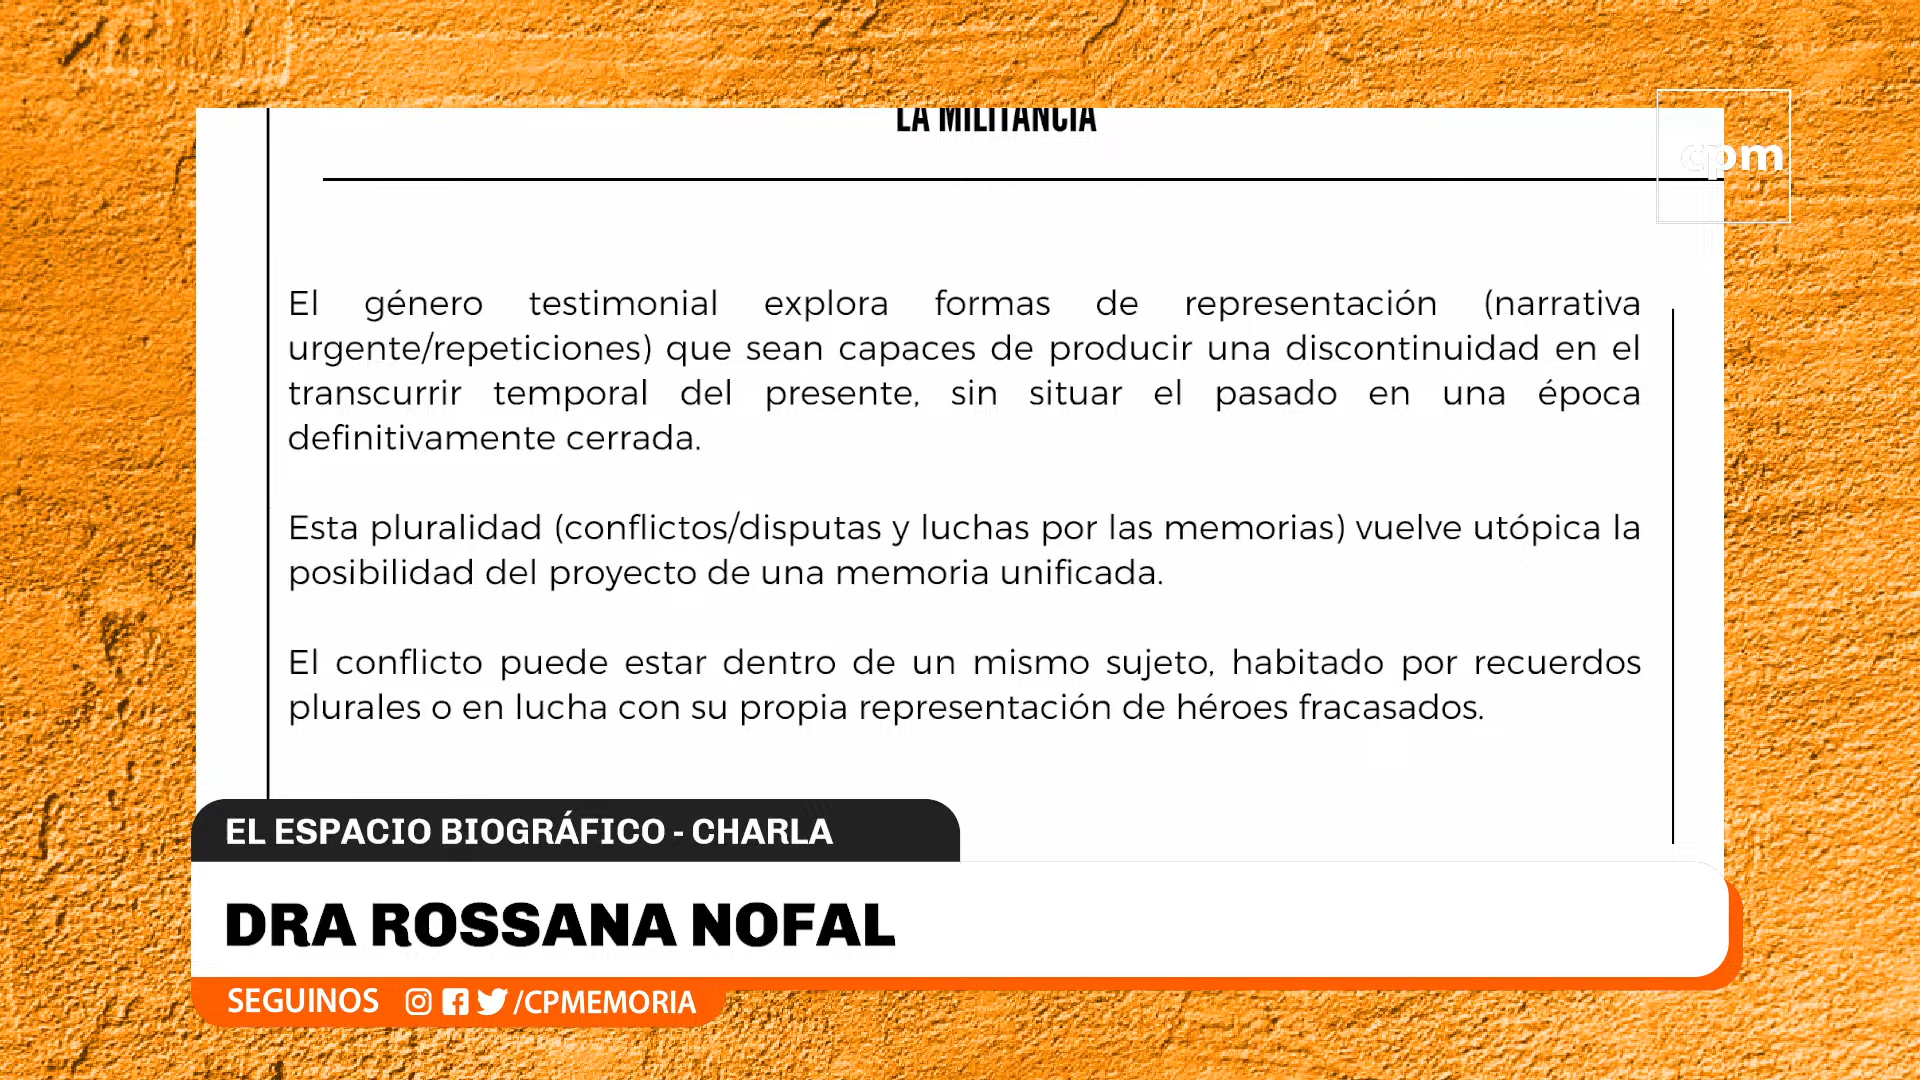 LA MILITANCIA
cpm
El género testimonial explora formas de representación (narrativa
urgente/repeticiones) que sean capaces de producir una discontinuidad en el
transcurrir temporal del presente, sin situar el pasado en una época
definitivamente cerrada.
Esta pluralidad (conflictos/disputas y luchas por las memorias) vuelve utópica la
posibilidad del proyecto de una memoria unificada.
El conflicto puede estar dentro de un mismo sujeto, habitado por recuerdos
plurales o en lucha con su propia representación de héroes fracasados.
EL ESPACIO BIOGRÁFICO - CHARLA
DRA ROSSANA NOFAL
SEGUINOS /CPMEMORIA